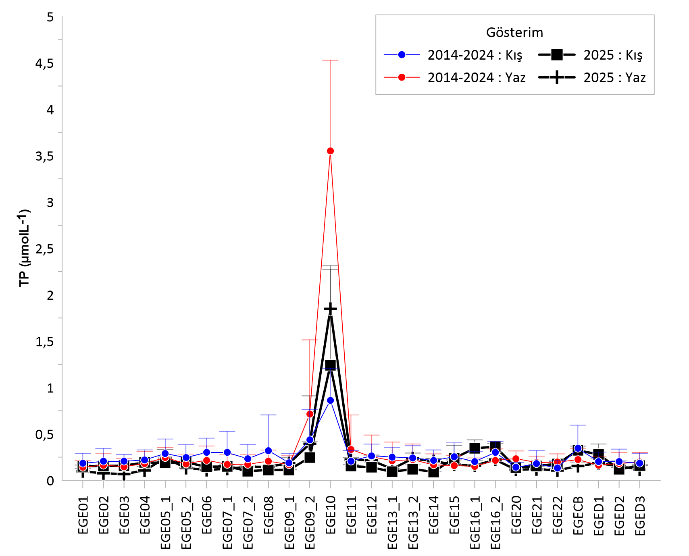 Gösterim
2014-2024 : Kış
2025 : Kış
2014-2024 : Yaz
2025 : Yaz
TP (µmolL-1)
5
4,5
4
3,5
3
2,5
2
1,5
1
0,5
0
EGE01
EGE02
EGE03
EGE04
EGE05_1
EGE05_2
EGE06
EGE07_1
EGE07_2
EGE08
EGE09_1
EGE09_2
EGE10
EGE11
EGE12
EGE13_1
EGE13_2
EGE14
EGE15
EGE16_1
EGE16_2
EGE20
EGE21
EGE22
EGECB
EGED1
EGED2
EGED3